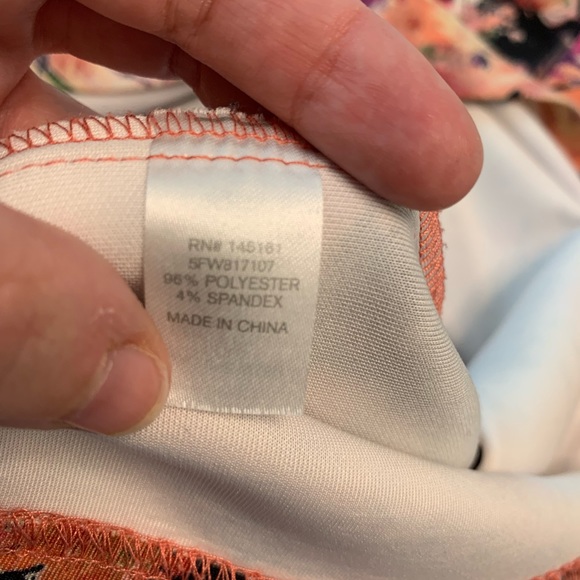 RN# 145161
5FW817107
96% POLYESTER
4% SPANDEX
MADE IN CHINA